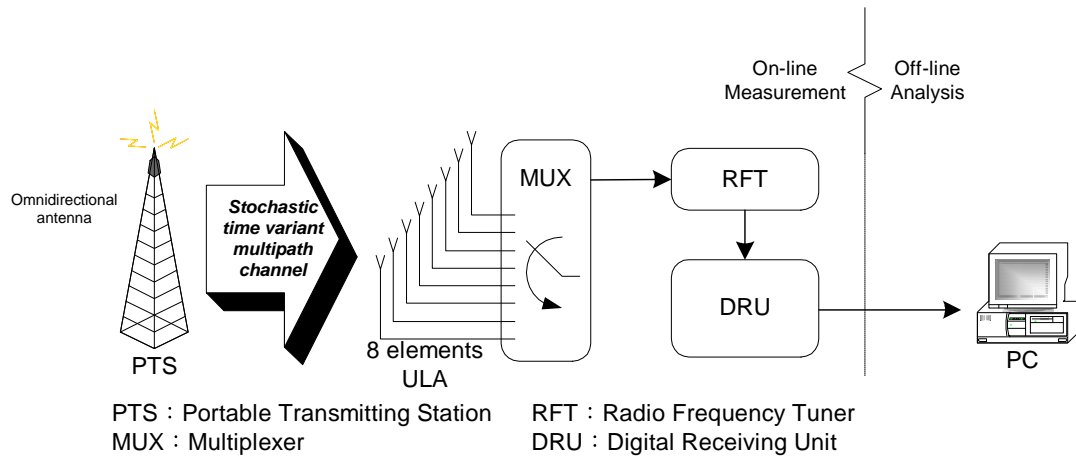 On-line
Measurement
Off-line
Analysis
Omnidirectional
antenna
Stochastic
time variant
multipath
channel
MUX
RFT
DRU
PTS
8 elements
ULA
PC
PTS：Portable Transmitting Station
RFT：Radio Frequency Tuner
MUX：Multiplexer
DRU：Digital Receiving Unit